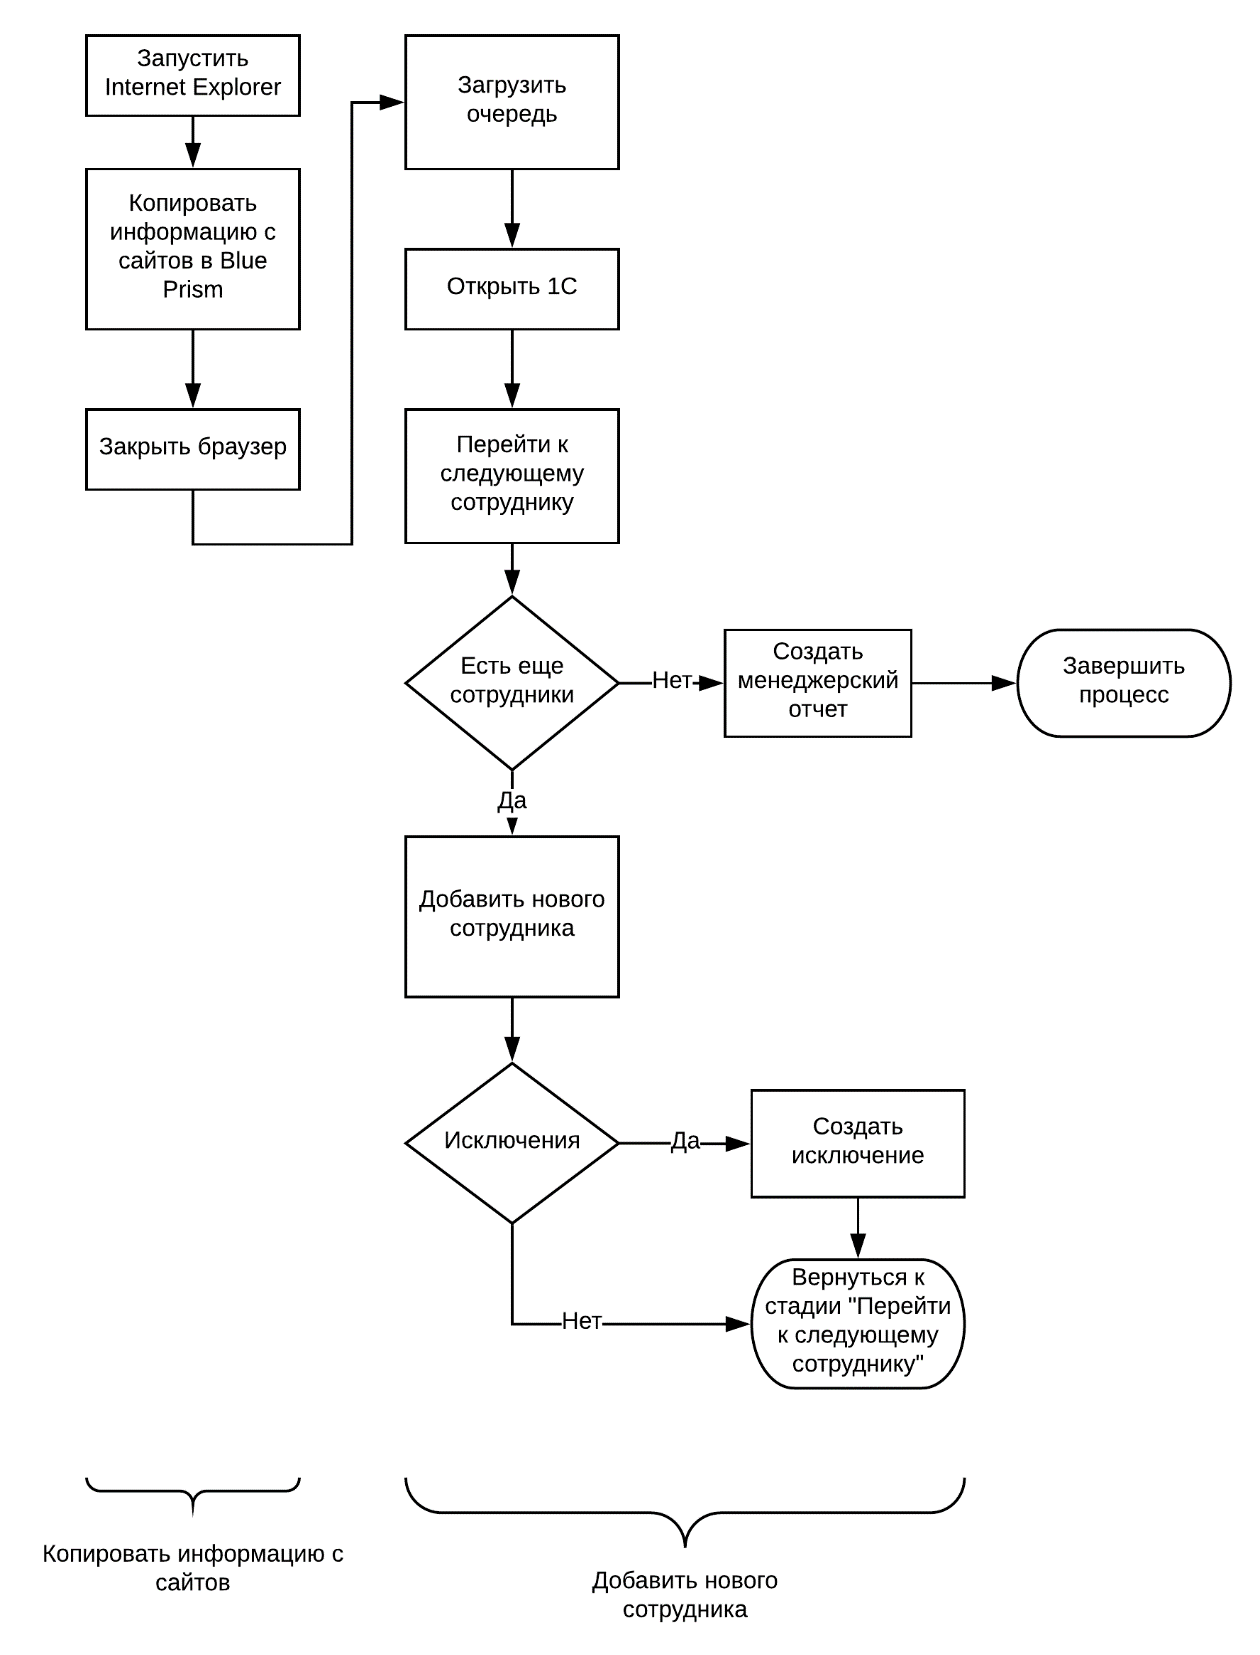 Запустить
Internet Explorer
Копировать
информацию с
сайтов в Blue
Prism
Закрыть браузер
Загрузить
очередь
Открыть 1С
Перейти к
следующему
сотруднику
Есть еще
сотрудники
Нет
Создать
менеджерский
отчет
Завершить
процесс
Да
Добавить нового
сотрудника
Исключения
Да
Создать
исключение
Нет
Вернуться к
стадии "Перейти
к следующему
сотруднику"
Копировать информацию с
сайтов
Добавить нового
сотрудника